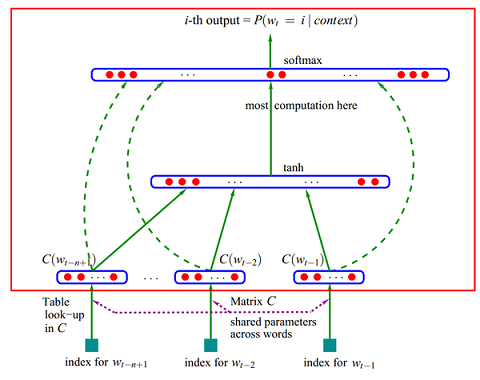 i-th output = P(w_t = i | context)
softmax
. . .
. . .
most computation here
tanh
. . .
. . .
C(w_{t−n+1})
C(w_{t−2})
C(w_{t−1})
. . .
. . .
. . .
. . .
Table
look−up
in C
Matrix C
shared parameters
across words
index for w_{t−n+1}
index for w_{t−2}
index for w_{t−1}